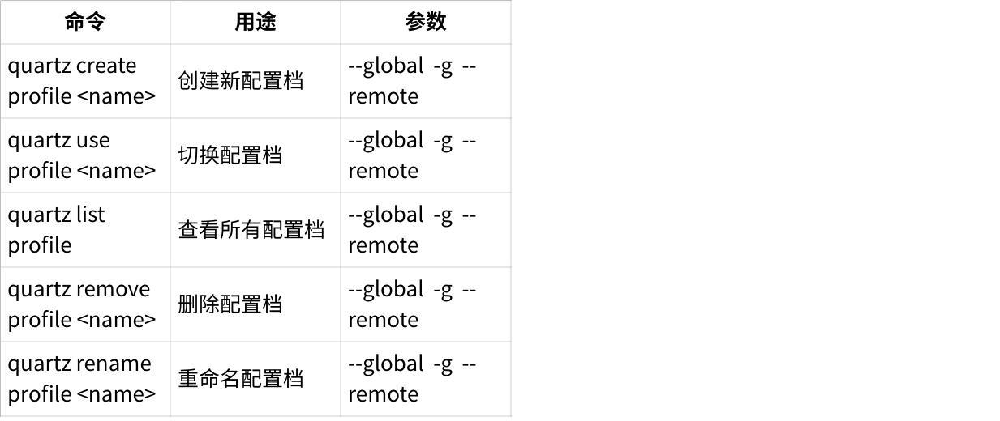 命令 用途 参数
quartz create
profile <name>
创建新配置档
--global -g --
remote
quartz use
profile <name>
切换配置档
--global -g --
remote
quartz list
profile
查看所有配置档
--global -g --
remote
quartz remove
profile <name>
删除配置档
--global -g --
remote
quartz rename
profile <name>
重命名配置档
--global -g --
remote